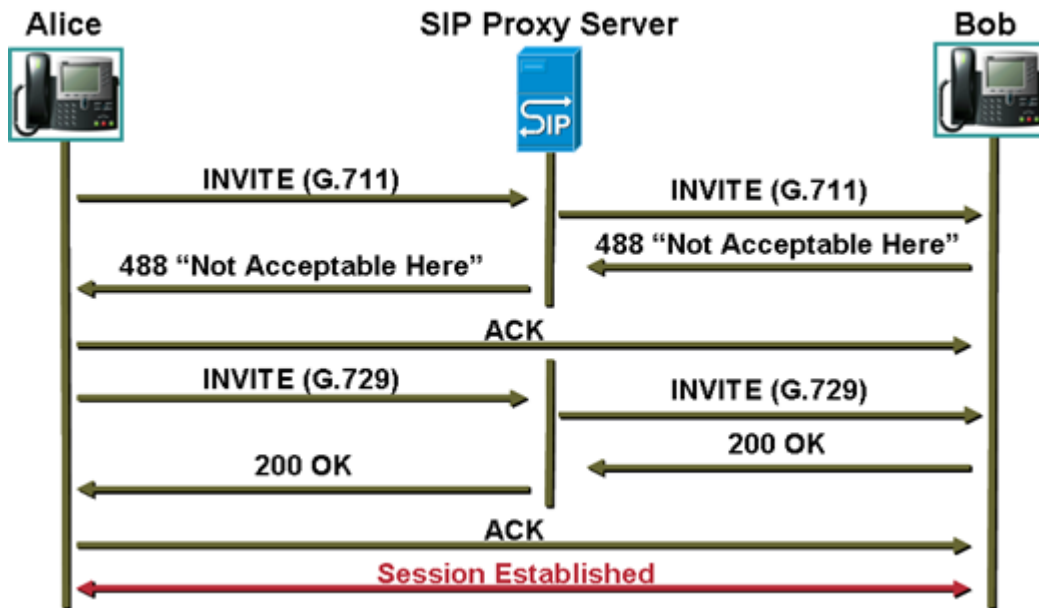 Alice
SIP Proxy Server
Bob
SIP
INVITE (G.711)
INVITE (G.711)
488 “Not Acceptable Here”
488 “Not Acceptable Here”
ACK
INVITE (G.729)
INVITE (G.729)
200 OK
200 OK
ACK
Session Established